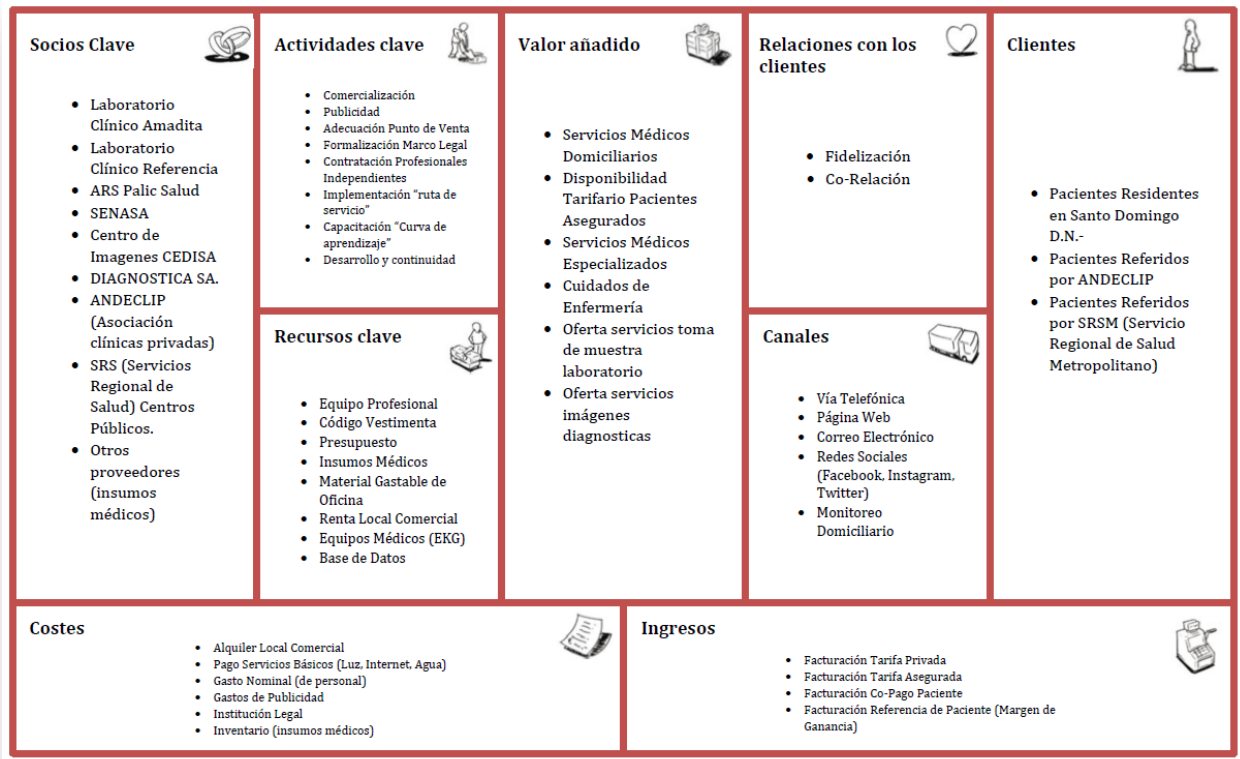 Socios Clave
• Laboratorio
Clínico Amadita
• Laboratorio
Clínico Referencia
• ARS Palic Salud
• SENASA
• Centro de
Imagenes CEDISA
• DIAGNOSTICA SA.
• ANDECLIP
(Asociación
clínicas privadas)
• SRS (Servicios
Regional de
Salud) Centros
Públicos.
• Otros
proveedores
(insumos
médicos)
Actividades clave
• Comercialización
• Publicidad
• Adecuación Punto de Venta
• Formalización Marco Legal
• Contratación Profesionales
Independientes
• Implementación "ruta de
servicio"
• Capacitación "Curva de
aprendizaje"
• Desarrollo y continuidad
Recursos clave
• Equipo Profesional
• Código Vestimenta
• Presupuesto
• Insumos Médicos
• Material Gastable de
Oficina
• Renta Local Comercial
• Equipos Médicos (EKG)
• Base de Datos
Valor añadido
• Servicios Médicos
Domiciliarios
• Disponibilidad
Tarifario Pacientes
Asegurados
• Servicios Médicos
Especializados
• Cuidados de
Enfermería
• Oferta servicios toma
de muestra
laboratorio
• Oferta servicios
imágenes
diagnosticas
Relaciones con los
clientes
• Fidelización
• Co-Relación
Canales
• Vía Telefónica
• Página Web
• Correo Electrónico
• Redes Sociales
(Facebook, Instagram,
Twitter)
• Monitoreo
Domiciliario
Clientes
• Pacientes Residentes
en Santo Domingo
D.N.-
• Pacientes Referidos
por ANDECLIP
• Pacientes Referidos
por SRSM (Servicio
Regional de Salud
Metropolitano)
Costes
• Alquiler Local Comercial
• Pago Servicios Básicos (Luz, Internet, Agua)
• Gasto Nominal (de personal)
• Gastos de Publicidad
• Institución Legal
• Inventario (insumos médicos)
Ingresos
• Facturación Tarifa Privada
• Facturación Tarifa Asegurada
• Facturación Co-Pago Paciente
• Facturación Referencia de Paciente (Margen de
Ganancia)